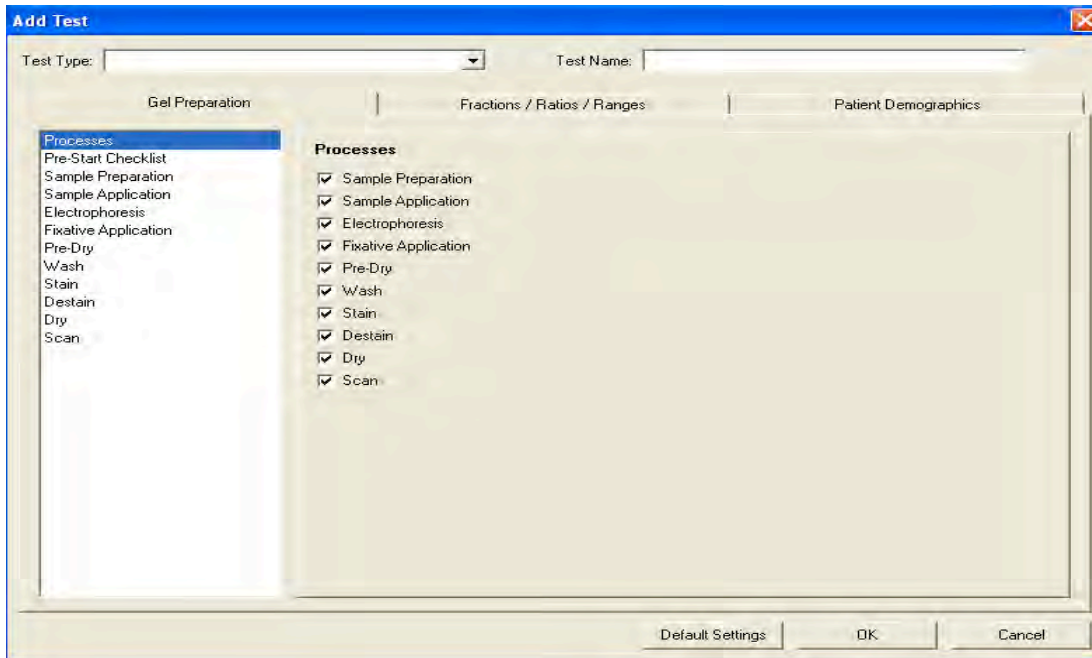 Add Test
Test Type: Test Name:
Gel Preparation Fractions / Ratios / Ranges Patient Demographics
Processes
Pre-Start Checklist
Sample Preparation
Sample Application
Electrophoresis
Fixative Application
Pre-Dry
Wash
Stain
Destain
Dry
Scan
Processes
Sample Preparation
Sample Application
Electrophoresis
Fixative Application
Pre-Dry
Wash
Stain
Destain
Dry
Scan
Default Settings OK Cancel